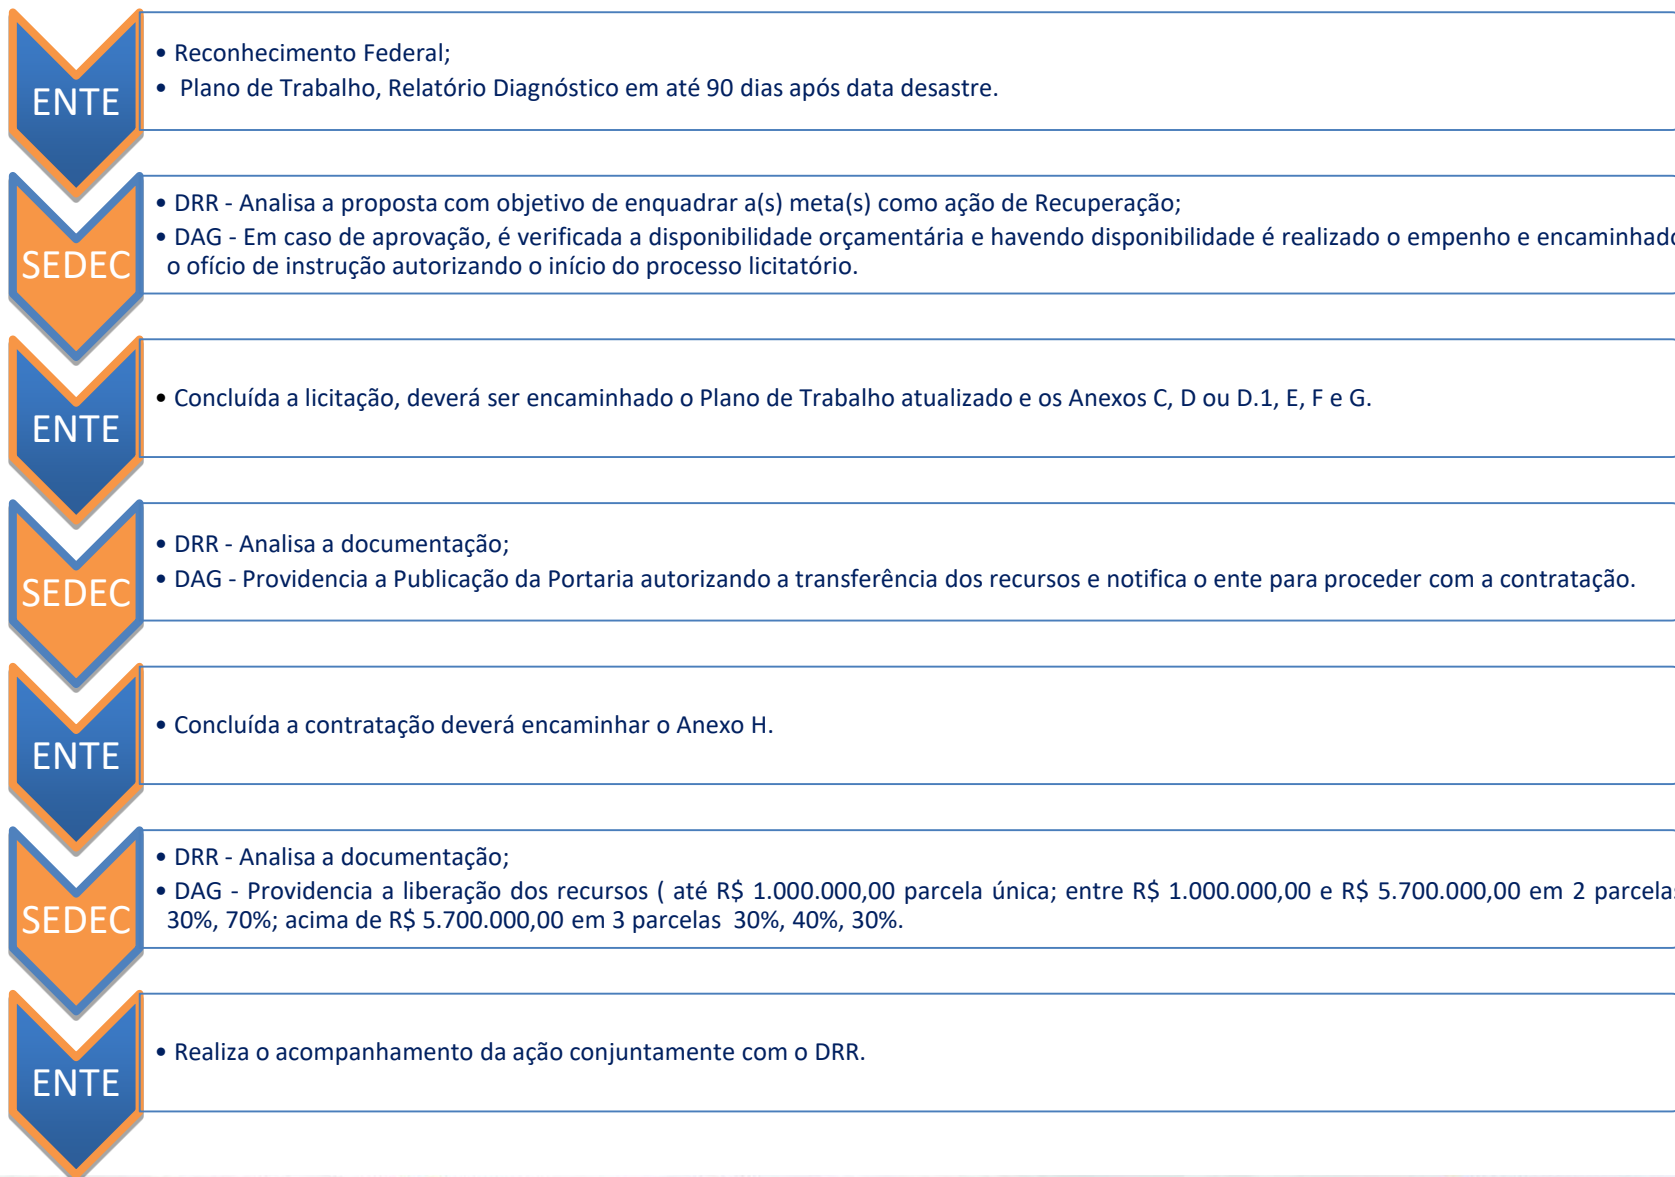 ENTE
• Reconhecimento Federal;
• Plano de Trabalho, Relatório Diagnóstico em até 90 dias após data desastre.
SEDEC
• DRR - Analisa a proposta com objetivo de enquadrar a(s) meta(s) como ação de Recuperação;
• DAG - Em caso de aprovação, é verificada a disponibilidade orçamentária e havendo disponibilidade é realizado o empenho e encaminhado
o ofício de instrução autorizando o início do processo licitatório.
ENTE
• Concluída a licitação, deverá ser encaminhado o Plano de Trabalho atualizado e os Anexos C, D ou D.1, E, F e G.
SEDEC
• DRR - Analisa a documentação;
• DAG - Providencia a Publicação da Portaria autorizando a transferência dos recursos e notifica o ente para proceder com a contratação.
ENTE
• Concluída a contratação deverá encaminhar o Anexo H.
SEDEC
• DRR - Analisa a documentação;
• DAG - Providencia a liberação dos recursos ( até R$ 1.000.000,00 parcela única; entre R$ 1.000.000,00 e R$ 5.700.000,00 em 2 parcelas
30%, 70%; acima de R$ 5.700.000,00 em 3 parcelas 30%, 40%, 30%.
ENTE
• Realiza o acompanhamento da ação conjuntamente com o DRR.